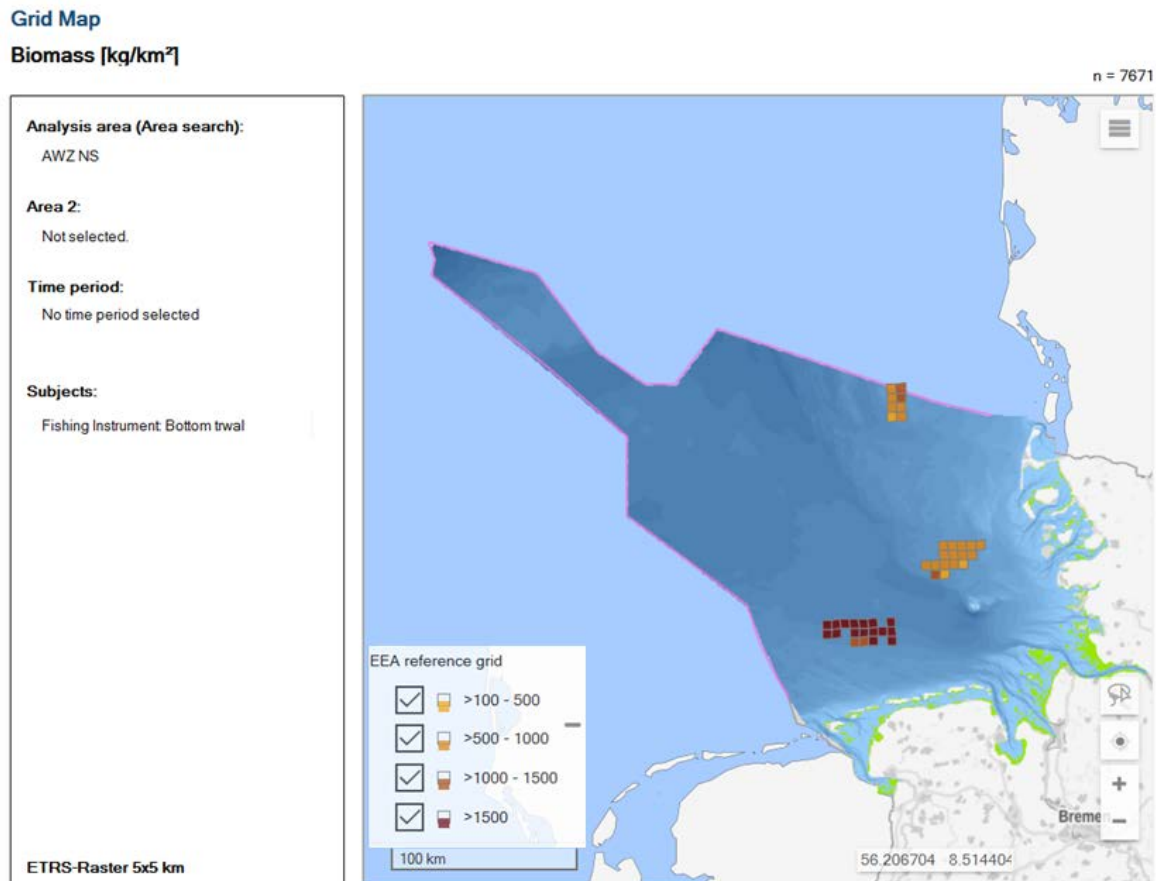 Grid Map
Biomass [kg/km²]
n = 7671
Analysis area (Area search):
AWZ NS
Area 2:
Not selected.
Time period:
No time period selected
Subjects:
Fishing Instrument: Bottom trwal
ETRS-Raster 5x5 km
EEA reference grid
>100 - 500
>500 - 1000
>1000 - 1500
>1500
100 km
Bremen
56.206704 8.514404